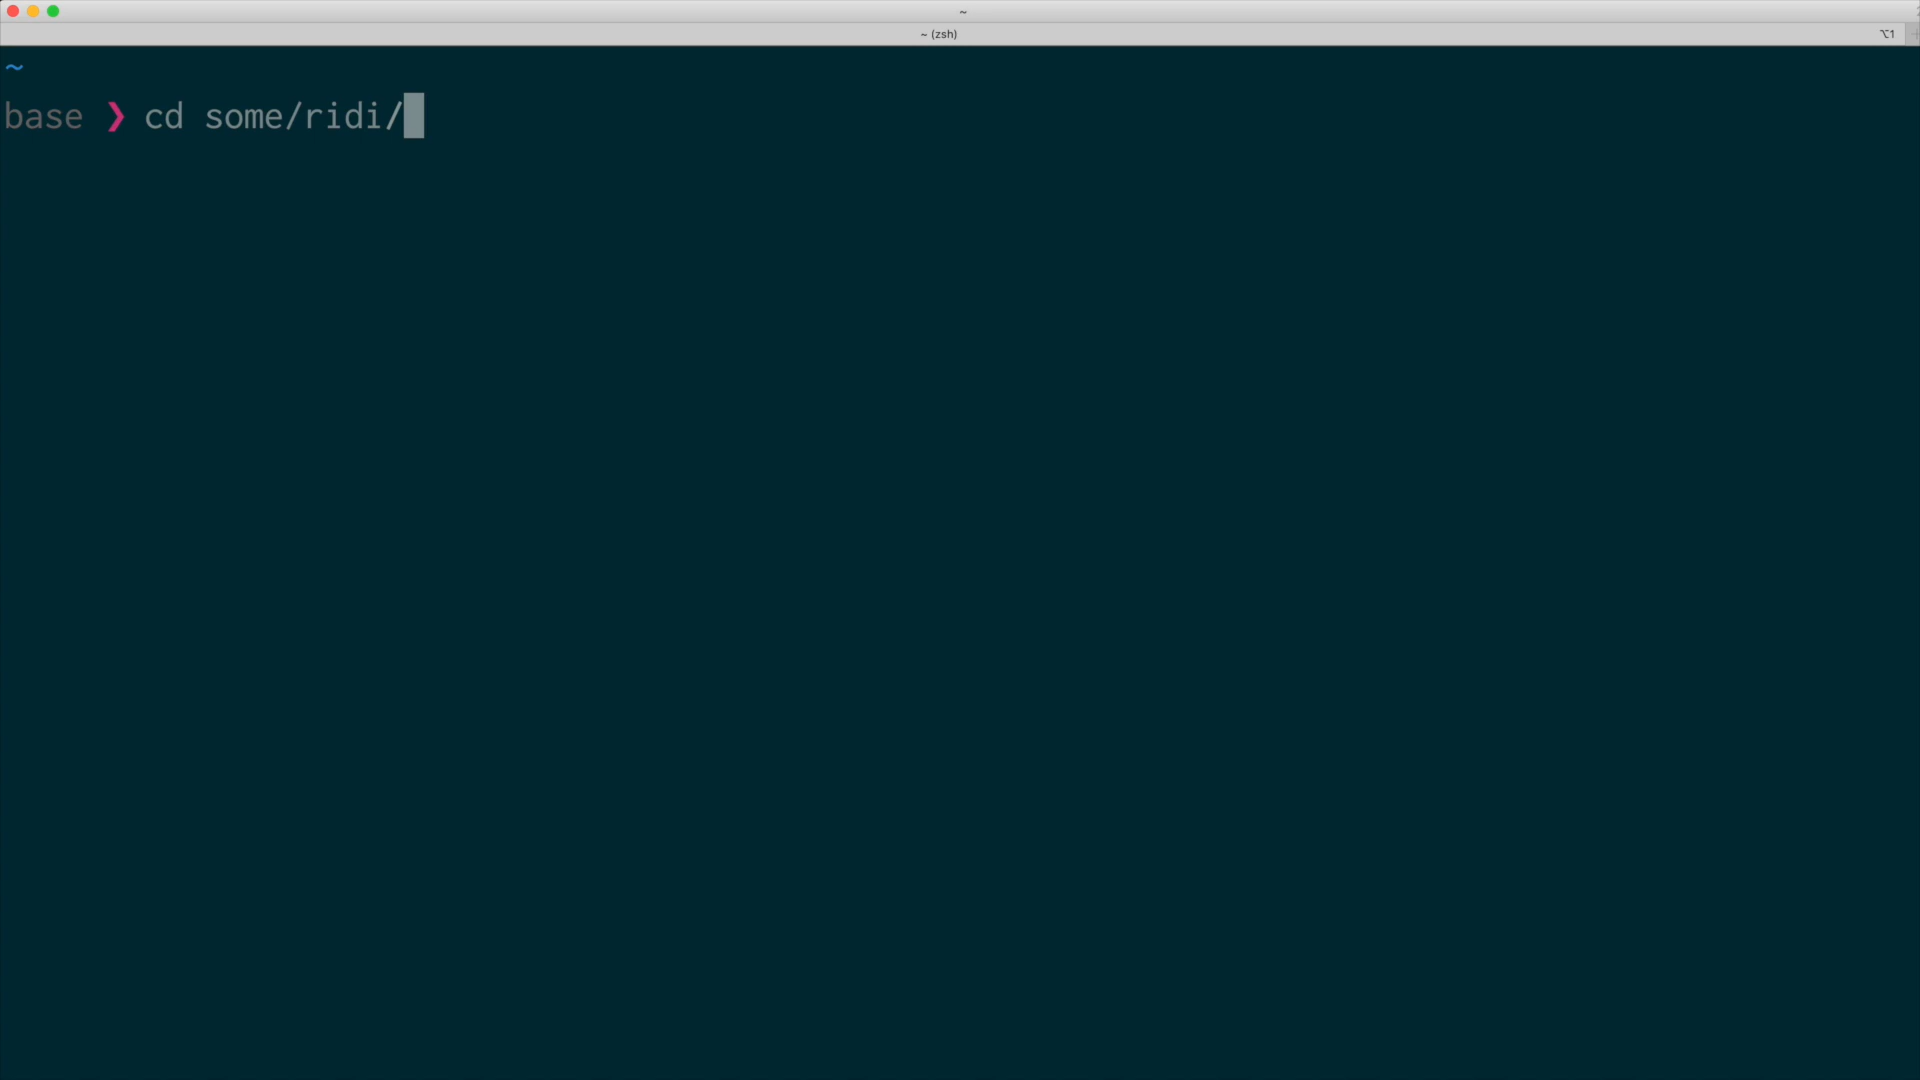 ~
~ (zsh)
⌥1
~
base ❯ cd some/ridi/